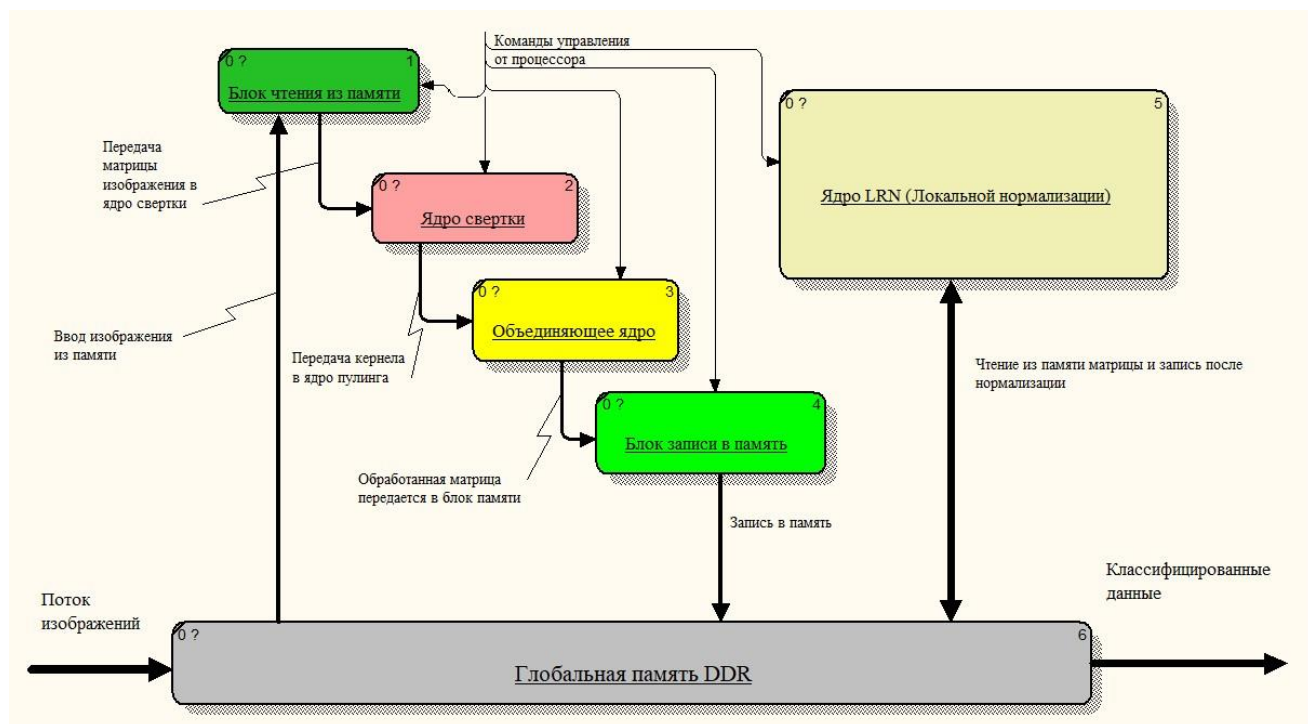 Команды управления
от процессора
0 ?
1
Блок чтения из памяти
0 ?
5
Ядро LRN (Локальной нормализации)
Передача
матрицы
изображения в
ядро свертки
0 ?
2
Ядро свертки
0 ?
3
Объединяющее ядро
Ввод изображения
из памяти
Передача кернела
в ядро пулинга
Чтение из памяти матрицы и запись после
нормализации
0 ?
4
Блок записи в память
Обработанная матрица
передается в блок памяти
Запись в память
Классифицированные
данные
Поток
изображений
0 ?
6
Глобальная память DDR